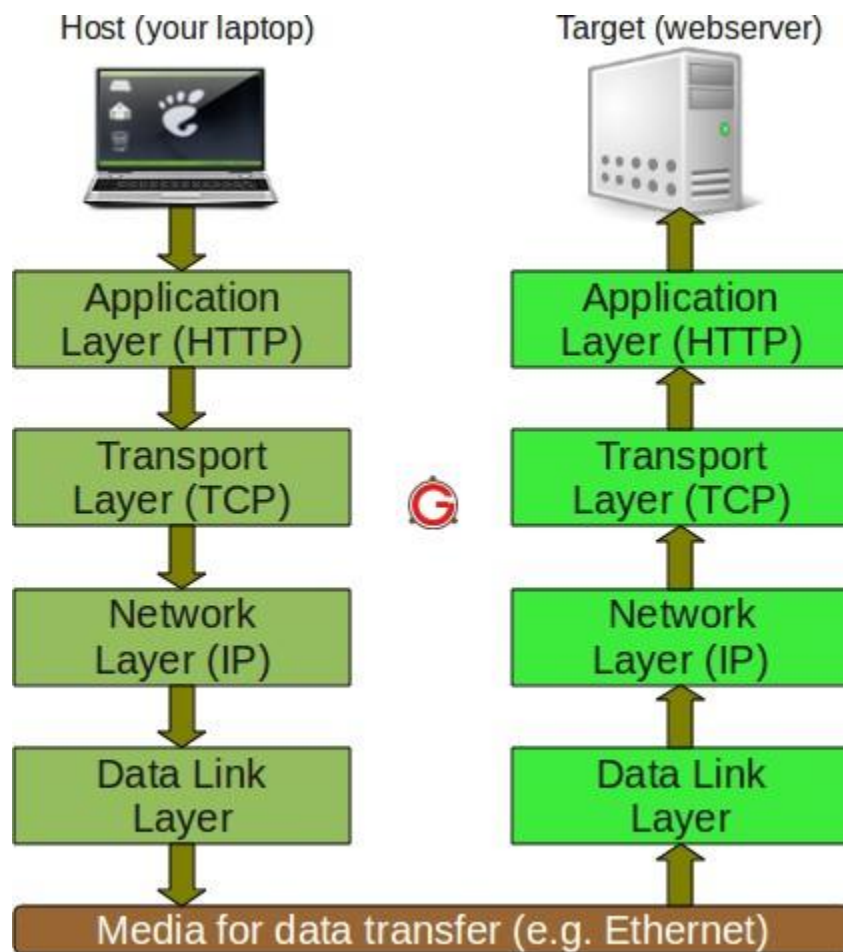 Host (your laptop)
Target (webserver)
Application
Layer (HTTP)
Transport
Layer (TCP)
Network
Layer (IP)
Data Link
Layer
Application
Layer (HTTP)
G
Transport
Layer (TCP)
Network
Layer (IP)
Data Link
Layer
Media for data transfer (e.g. Ethernet)